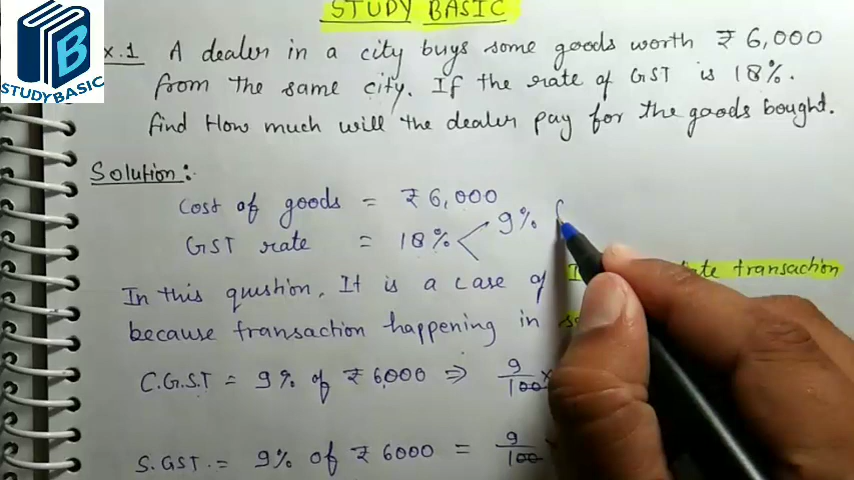 STUDY BASIC
B
STUDYBASIC
x.1 A dealer in a city buys some goods worth ₹ 6,000
from the same city. If the rate of GST is 18%.
find How much will the dealer pay for the goods bought.
Solution:-
Cost of goods = ₹ 6,000
GST rate = 18% < 9%
In this question, It is a case of transaction
because transaction happening in
C.G.S.T = 9% of ₹ 6,000 ⇒ 9/100 ×
S.GST. = 9% of ₹ 6000 = 9/100